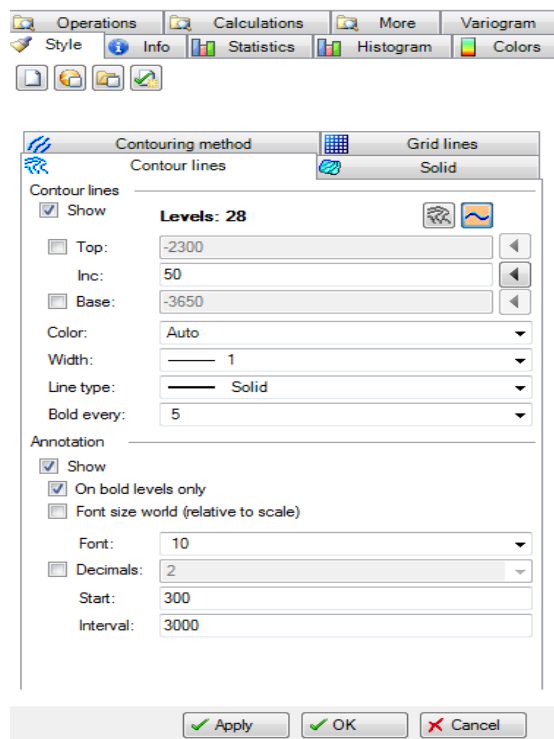 Operations Calculations More Variogram
Style Info Statistics Histogram Colors
Contouring method Grid lines
Contour lines Solid
Contour lines
Show Levels: 28
Top: -2300
Inc: 50
Base: -3650
Color: Auto
Width: 1
Line type: Solid
Bold every: 5
Annotation
Show
On bold levels only
Font size world (relative to scale)
Font: 10
Decimals: 2
Start: 300
Interval: 3000
Apply OK Cancel